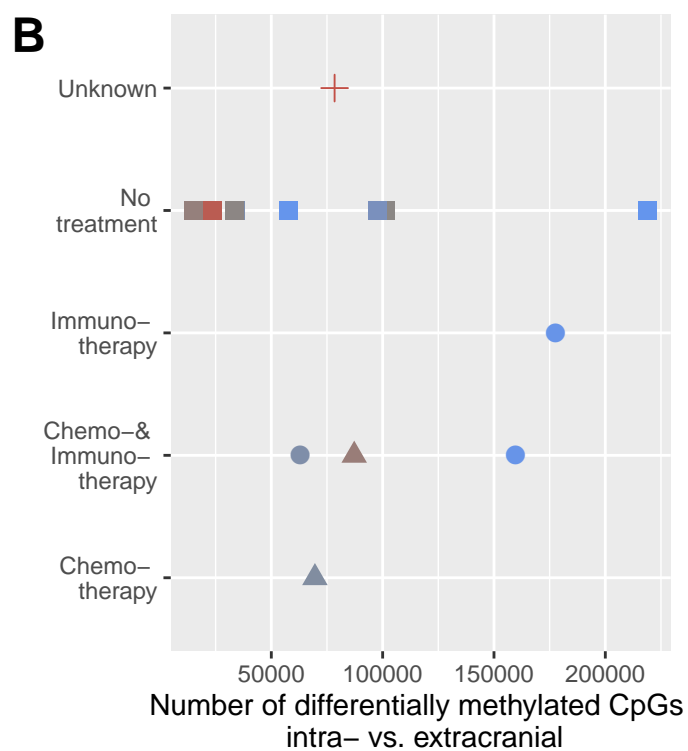 B
Unknown
No
treatment
Immuno−
therapy
Chemo−&
Immuno−
therapy
Chemo−
therapy
50000 100000 150000 200000
Number of differentially methylated CpGs
intra− vs. extracranial